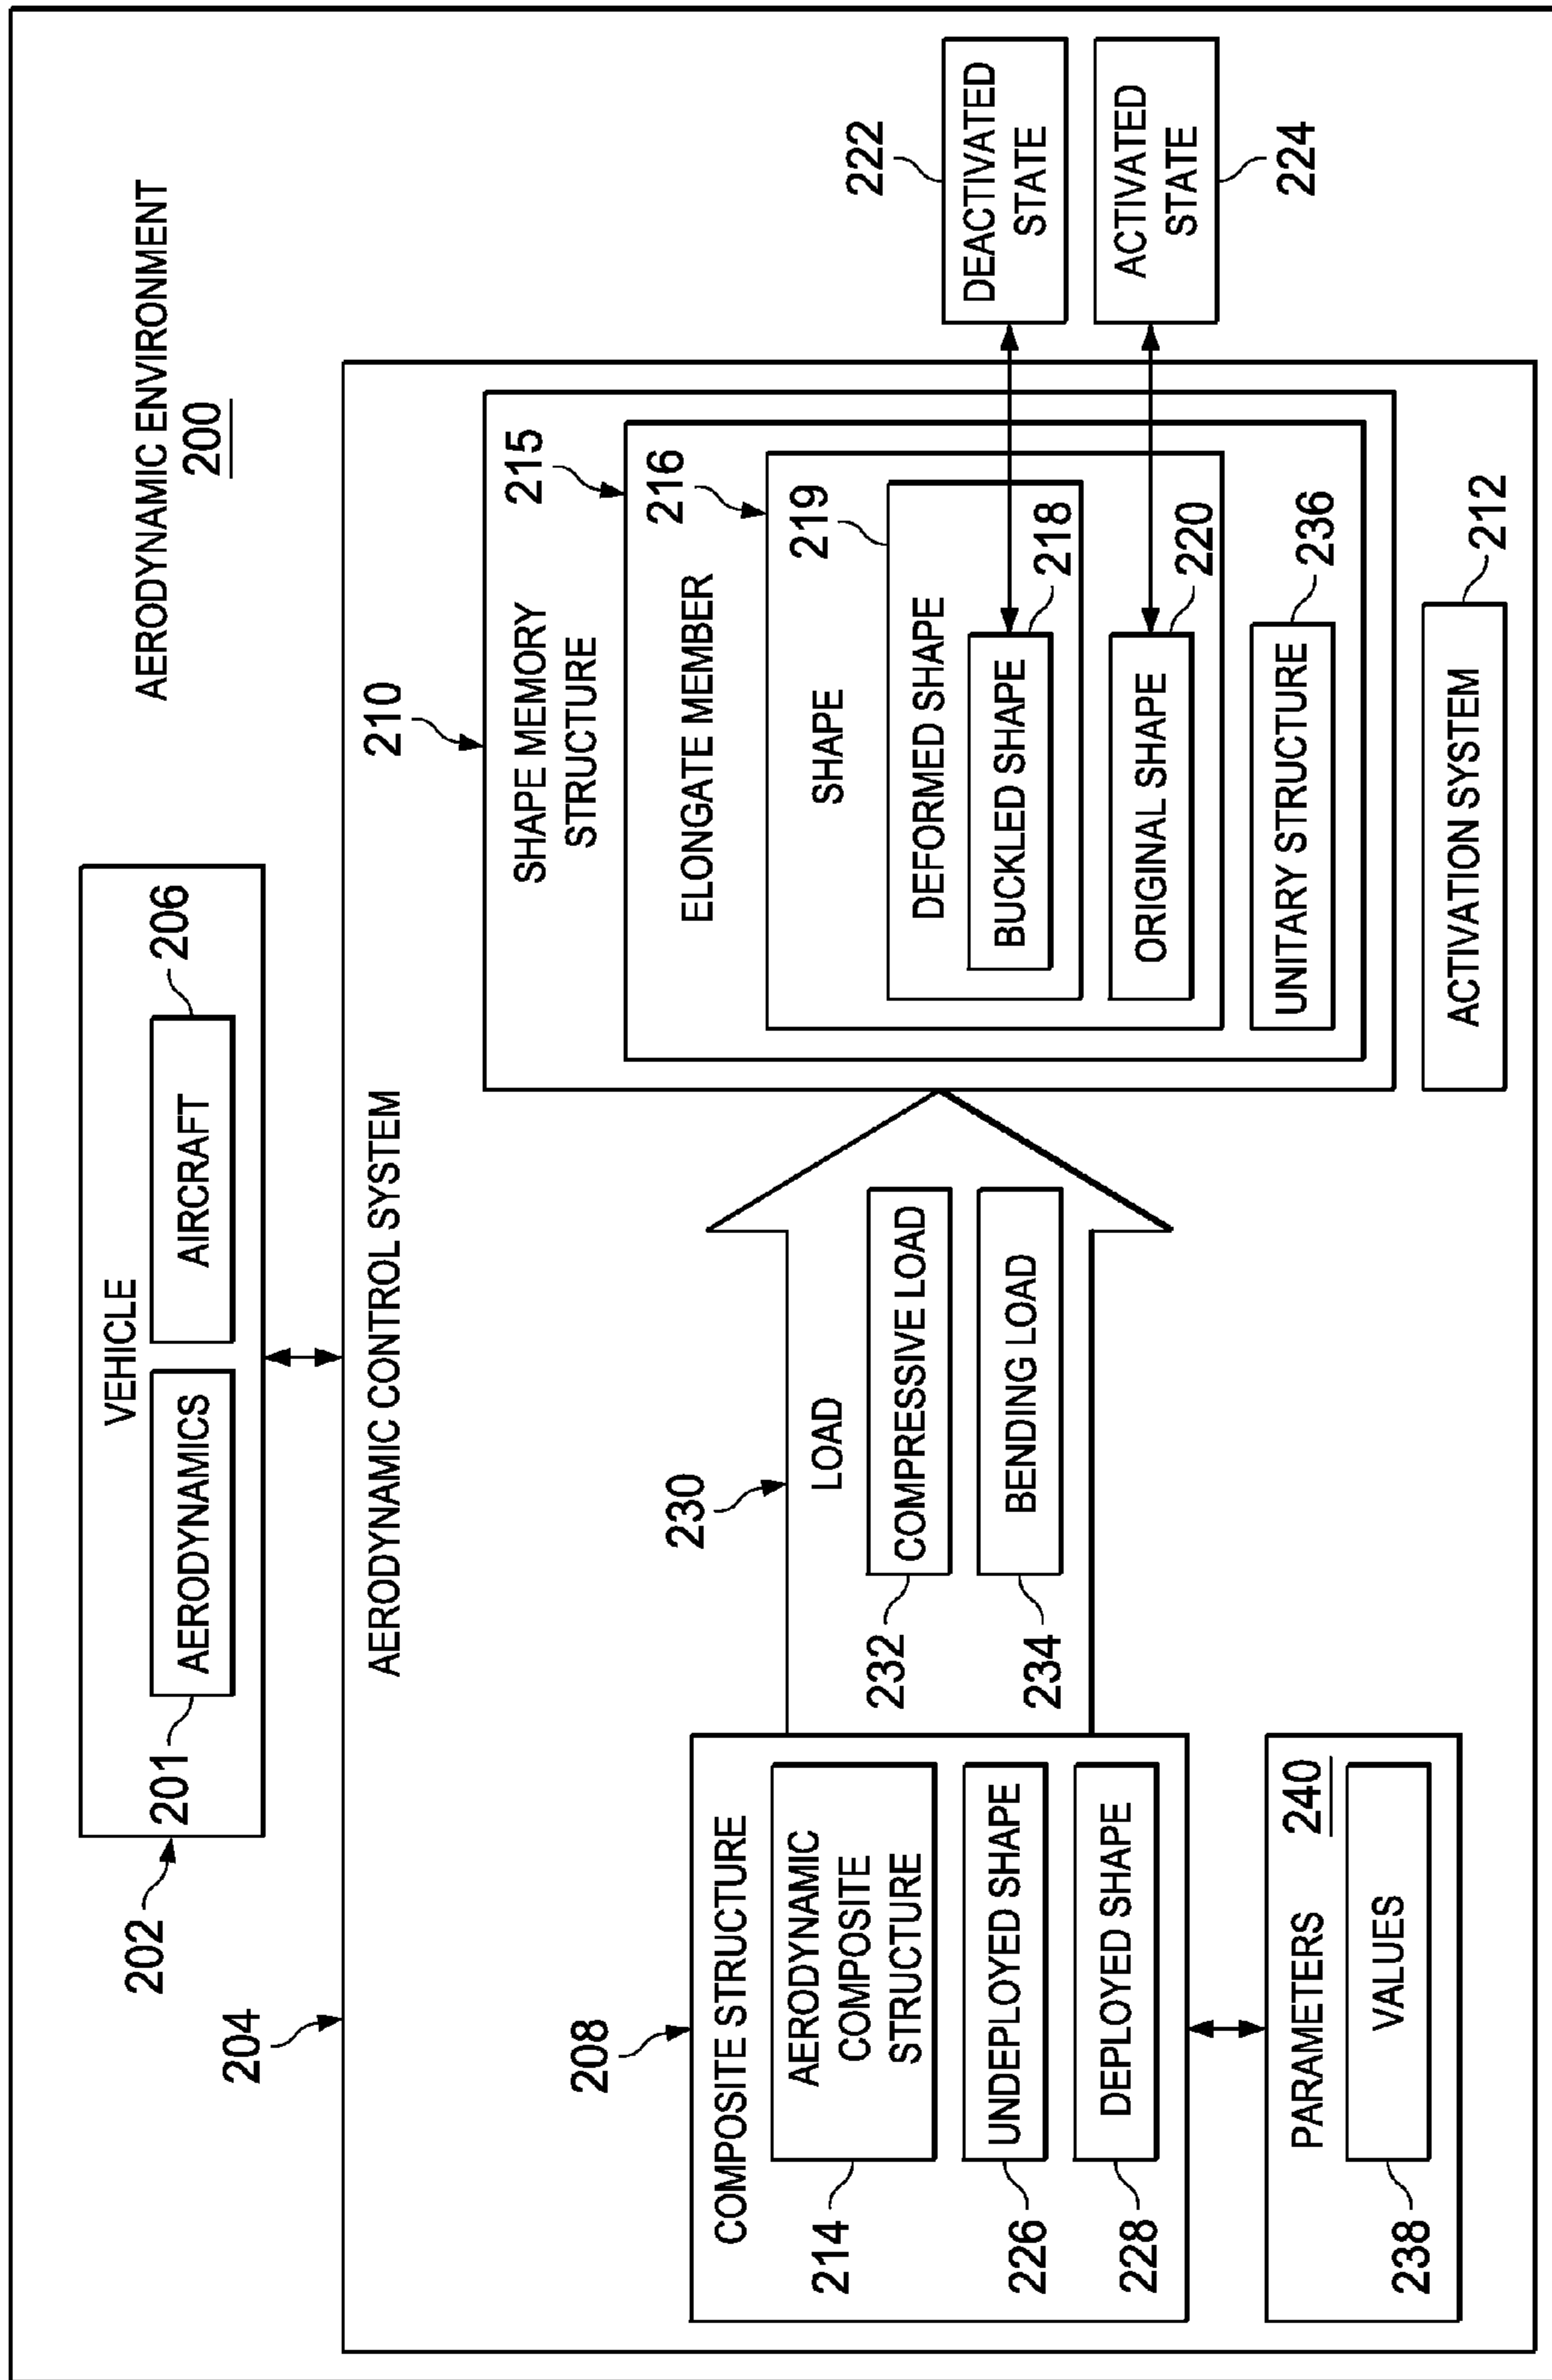 AERODYNAMIC ENVIRONMENT
200
VEHICLE
202
201
AERODYNAMICS
AIRCRAFT
206
204
AERODYNAMIC CONTROL SYSTEM
208
COMPOSITE STRUCTURE
AERODYNAMIC
COMPOSITE
STRUCTURE
214
UNDEPLOYED SHAPE
226
DEPLOYED SHAPE
228
PARAMETERS
240
VALUES
238
230
LOAD
COMPRESSIVE LOAD
232
BENDING LOAD
234
210
SHAPE MEMORY
STRUCTURE
215
ELONGATE MEMBER
216
SHAPE
219
DEFORMED SHAPE
BUCKLED SHAPE
218
ORIGINAL SHAPE
220
UNITARY STRUCTURE
236
ACTIVATION SYSTEM
212
222
DEACTIVATED
STATE
ACTIVATED
STATE
224